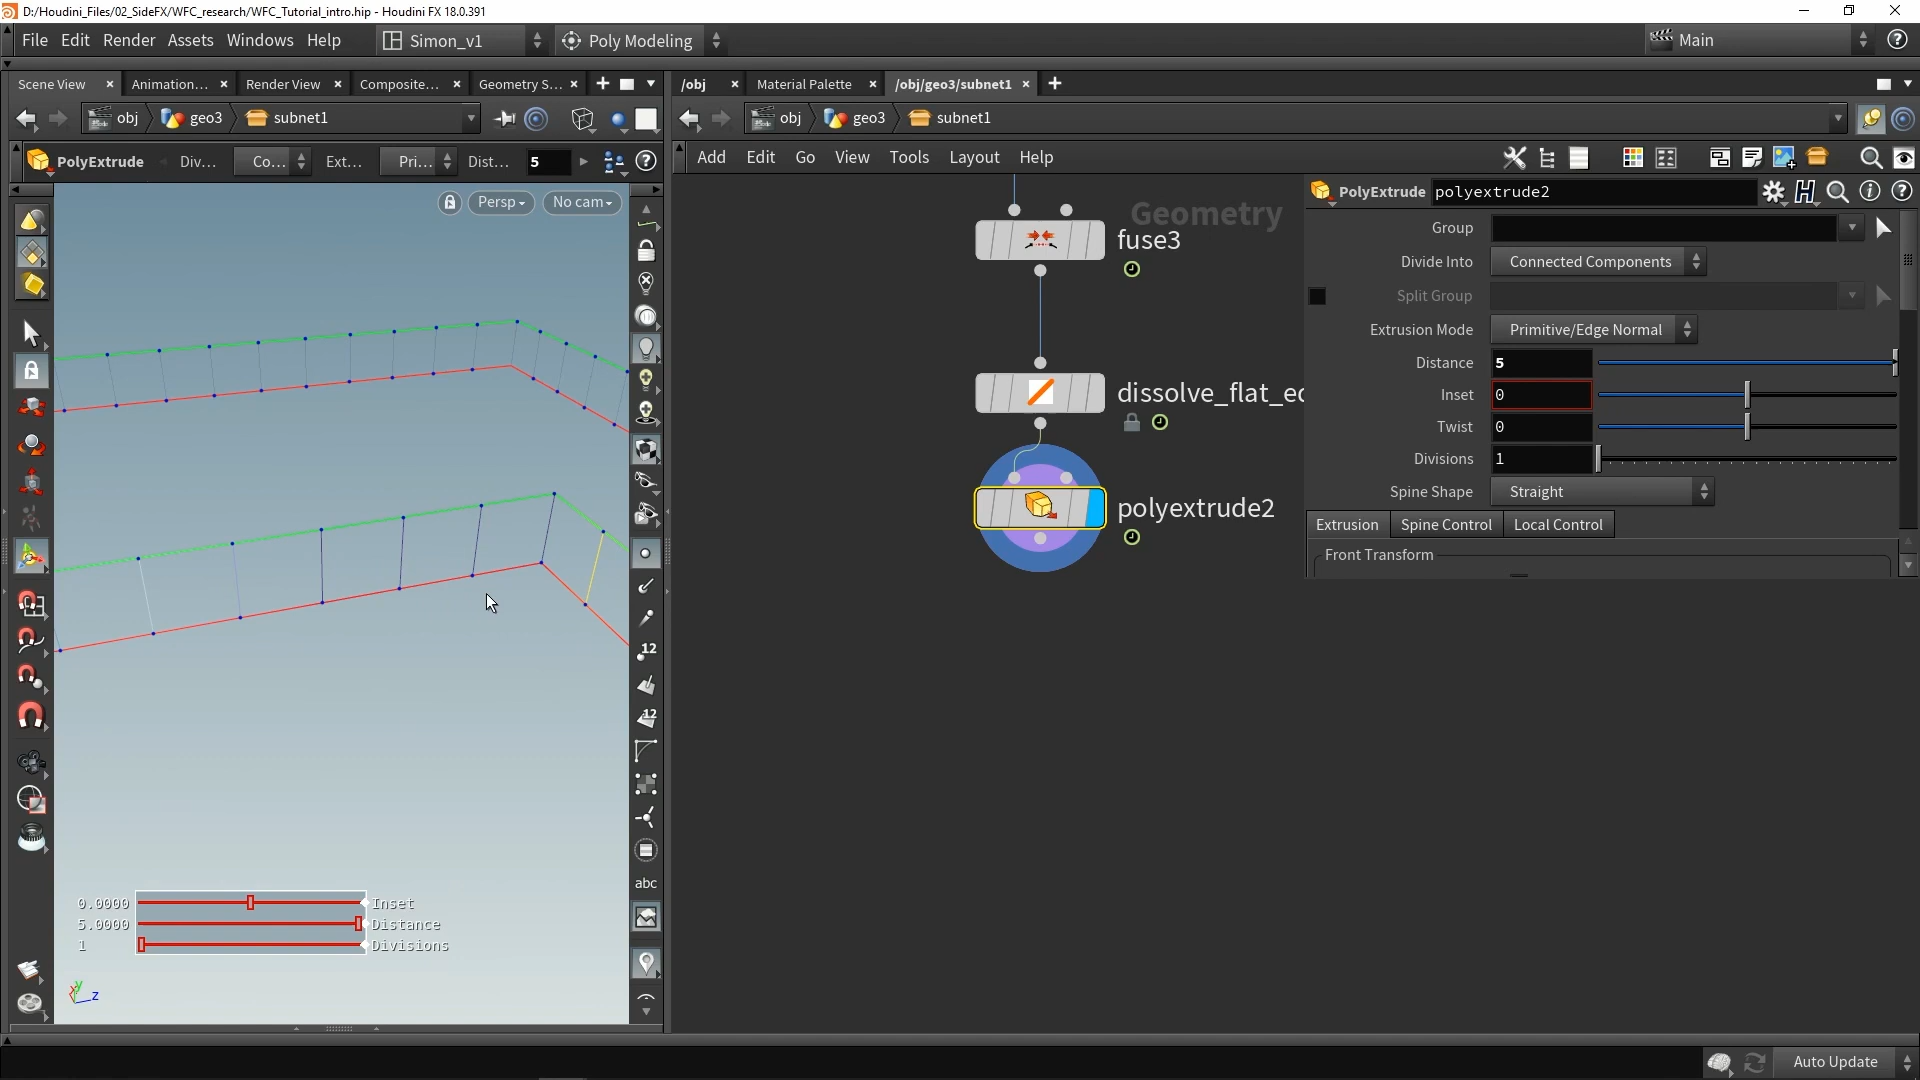 D:/Houdini_Files/02_SideFX/WFC_research/WFC_Tutorial_intro.hip - Houdini FX 18.0.391
File Edit Render Assets Windows Help Simon_v1 Poly Modeling Main
Scene View Animation... Render View Composite... Geometry S... /obj Material Palette /obj/geo3/subnet1
obj geo3 subnet1 obj geo3 subnet1
PolyExtrude Div... Co... Ext... Pri... Dist... 5
Add Edit Go View Tools Layout Help
Persp No cam
PolyExtrude polyextrude2
Geometry
fuse3
dissolve_flat_ed
polyextrude2
Group
Divide Into Connected Components
Split Group
Extrusion Mode Primitive/Edge Normal
Distance 5
Inset 0
Twist 0
Divisions 1
Spine Shape Straight
Extrusion Spine Control Local Control
Front Transform
12
12
abc
0.0000 Inset
5.0000 Distance
1 Divisions
y
z
Auto Update